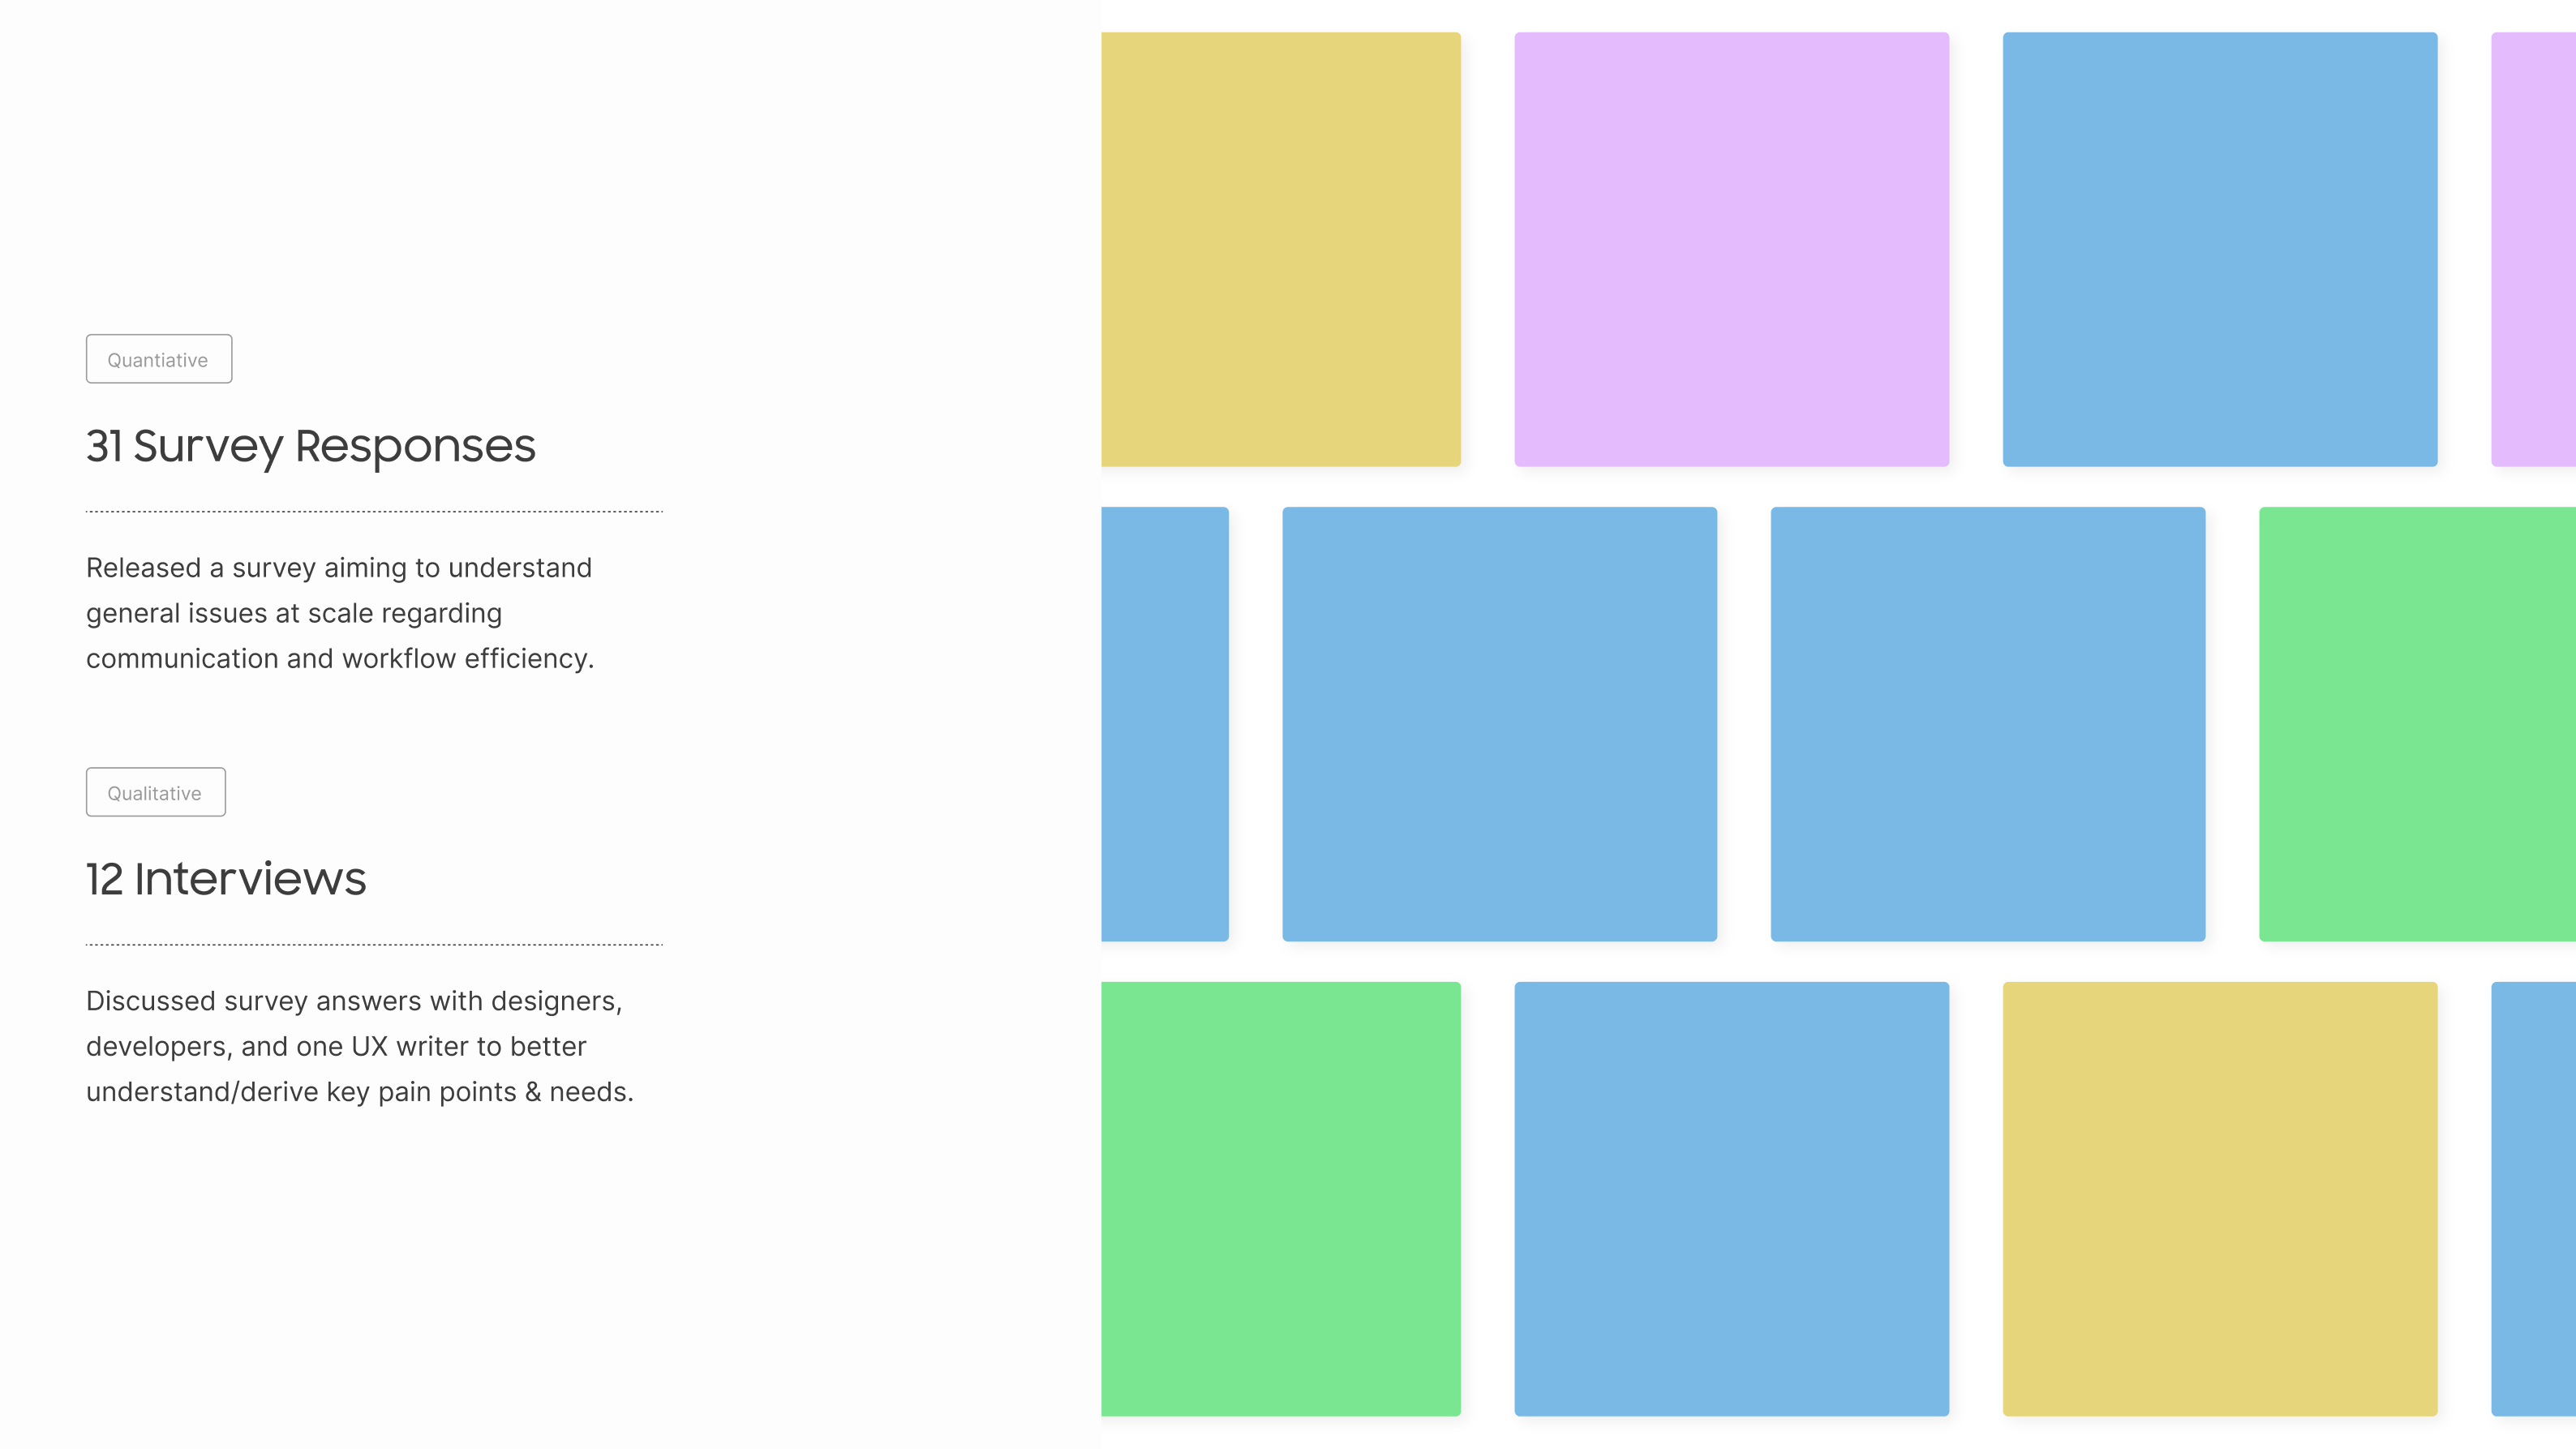 Quantiative
31 Survey Responses
Released a survey aiming to understand
general issues at scale regarding
communication and workflow efficiency.
Qualitative
12 Interviews
Discussed survey answers with designers,
developers, and one UX writer to better
understand/derive key pain points & needs.